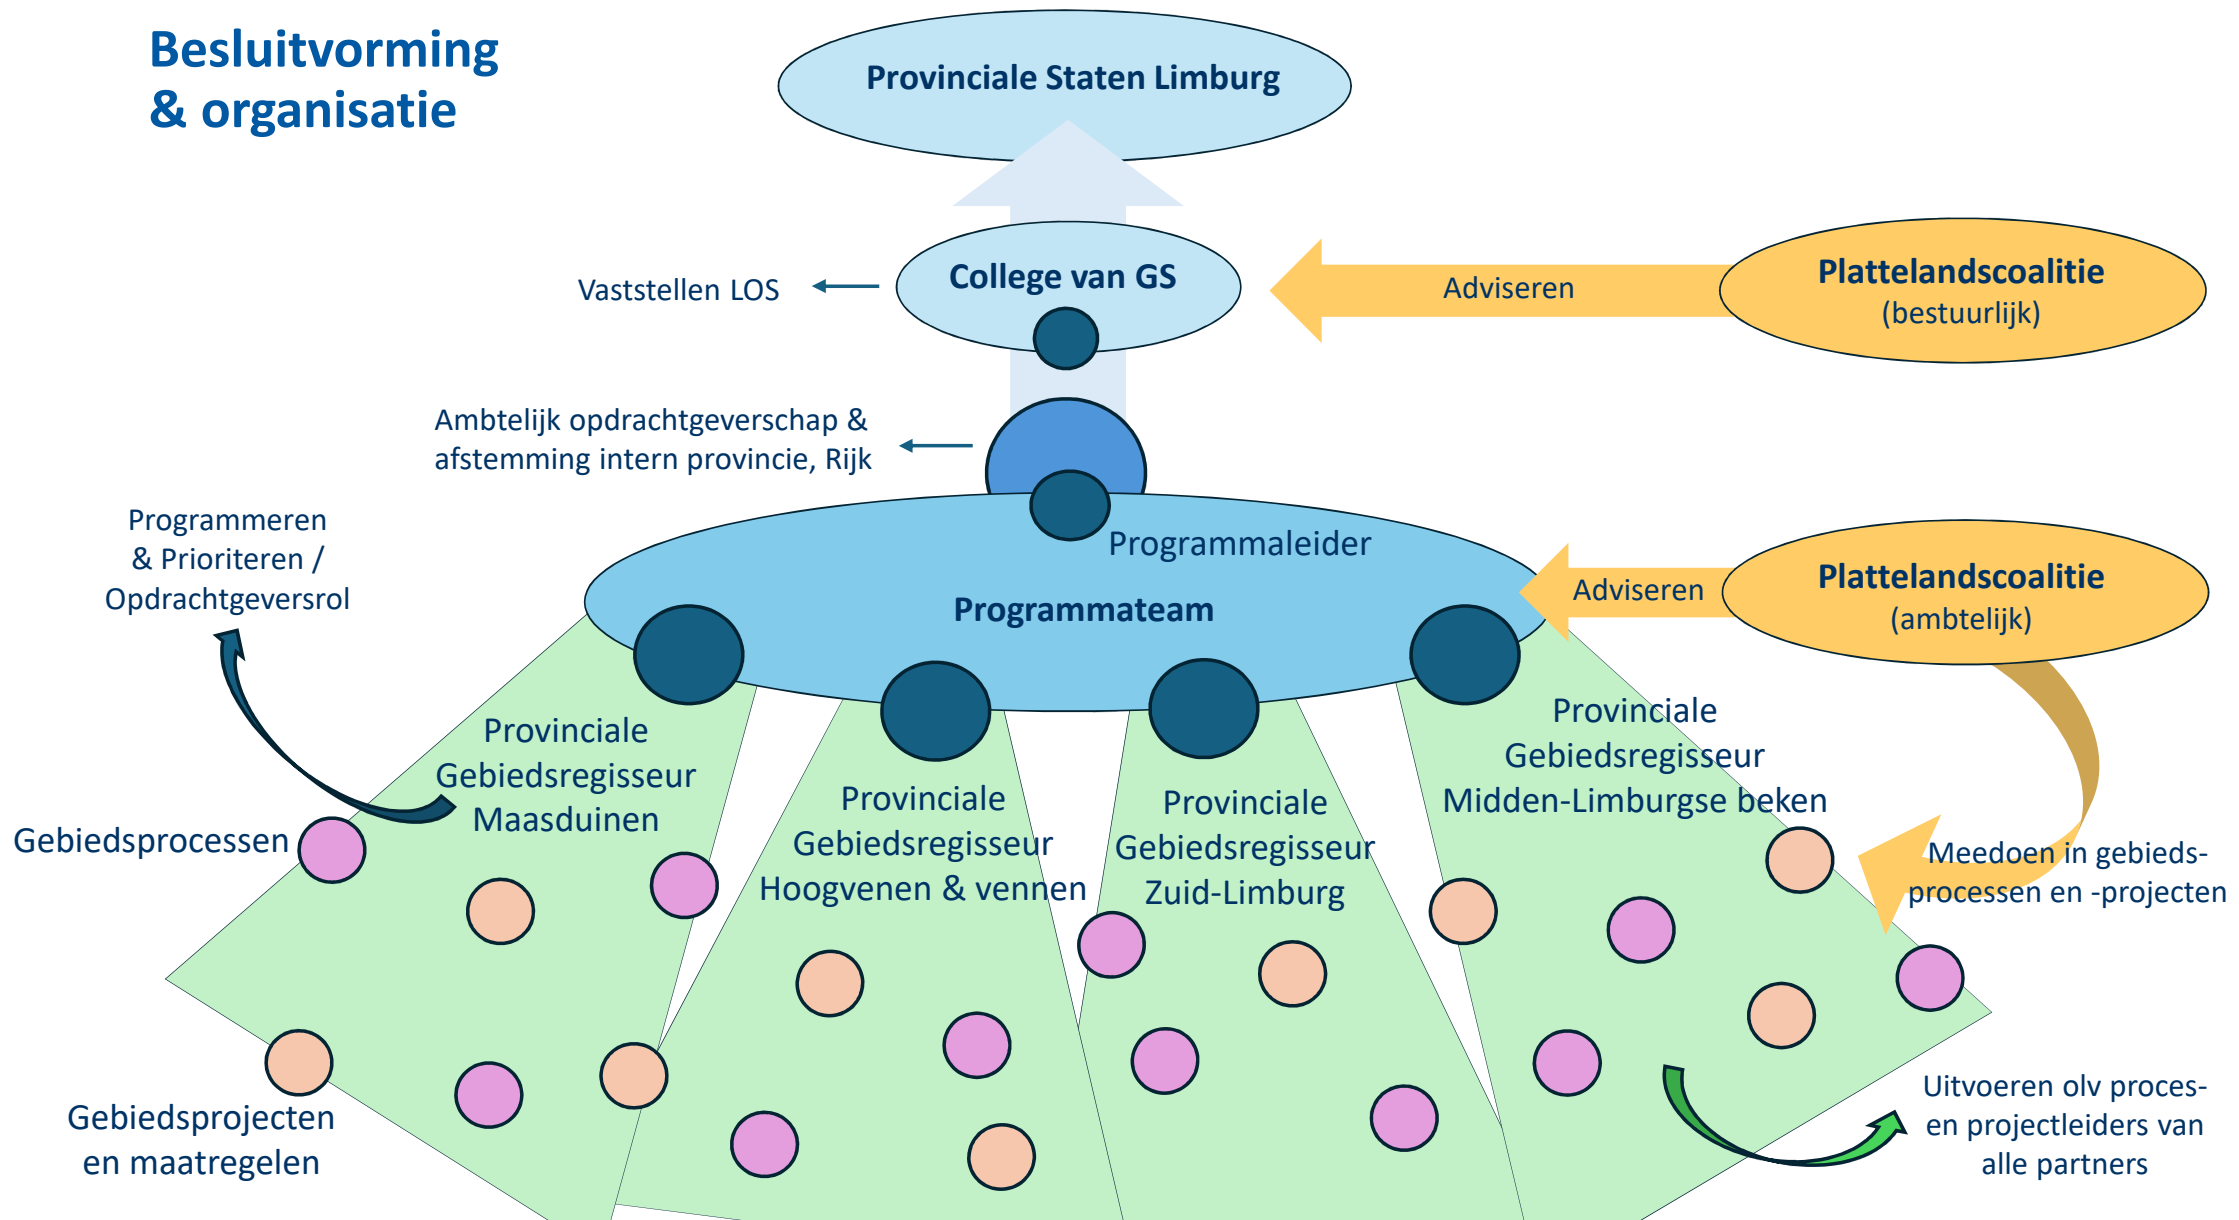 Besluitvorming
& organisatie
Provinciale Staten Limburg
College van GS
Vaststellen LOS
Adviseren
Plattelandscoalitie
(bestuurlijk)
Ambtelijk opdrachtgeverschap &
afstemming intern provincie, Rijk
Programmeren
& Prioriteren /
Opdrachtgeversrol
Programmaleider
Programmateam
Adviseren
Plattelandscoalitie
(ambtelijk)
Provinciale
Gebiedsregisseur
Maasduinen
Provinciale
Gebiedsregisseur
Hoogvenen & vennen
Provinciale
Gebiedsregisseur
Zuid-Limburg
Provinciale
Gebiedsregisseur
Midden-Limburgse beken
Gebiedsprocessen
Meedoen in gebieds-
processen en -projecten
Gebiedsprojecten
en maatregelen
Uitvoeren olv proces-
en projectleiders van
alle partners